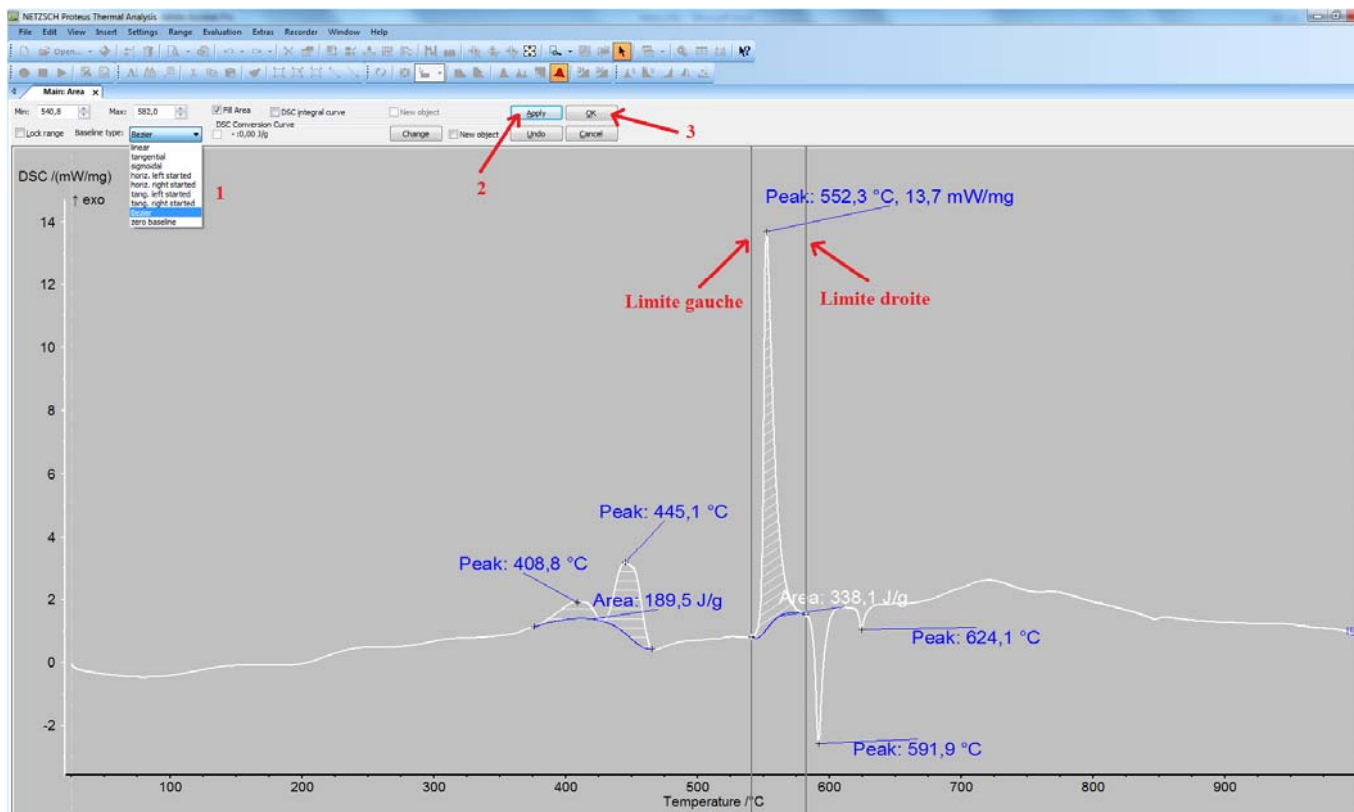 NETZSCH Proteus Thermal Analysis
File Edit View Insert Settings Range Evaluation Extras Recorder Window Help
Open...
Main: Area x
Min: 540,8 Max: 582,0 Fill Area DSC integral curve New object Apply OK
DSC Conversion Curve
Lock range Baseline type: Bezier - :0,00 J/g Change New object Undo Cancel
linear
tangential
sigmoidal
horiz. left started
horiz. right started
tang. left started
tang. right started
Bezier
zero baseline
1
2
3
DSC /(mW/mg)
↑ exo
Peak: 552,3 °C, 13,7 mW/mg
Limite gauche
Limite droite
Peak: 445,1 °C
Peak: 408,8 °C
Area: 189,5 J/g
Area: 338,1 J/g
Peak: 624,1 °C
Peak: 591,9 °C
14
12
10
8
6
4
2
0
-2
100 200 300 400 500 600 700 800 900
Temperature /°C